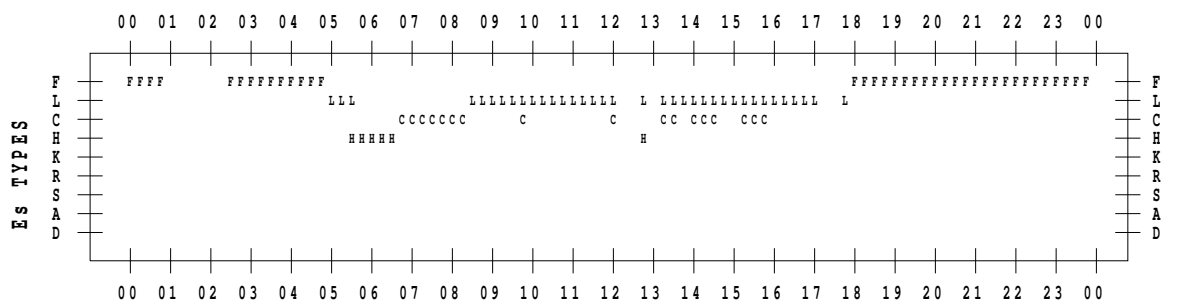 00 01 02 03 04 05 06 07 08 09 10 11 12 13 14 15 16 17 18 19 20 21 22 23 00
F FFFF FFFFFFFFFF FFFFFFFFFFFFFFFFFFFFFFFF F
L LLL LLLLLLLLLLLLLLL L LLLLLLLLLLLLLLLL L L
C CCCCCCC C C CC CCC CCC C
H HHHHH H H
K K
R R
S S
A A
D D
Es TYPES
00 01 02 03 04 05 06 07 08 09 10 11 12 13 14 15 16 17 18 19 20 21 22 23 00